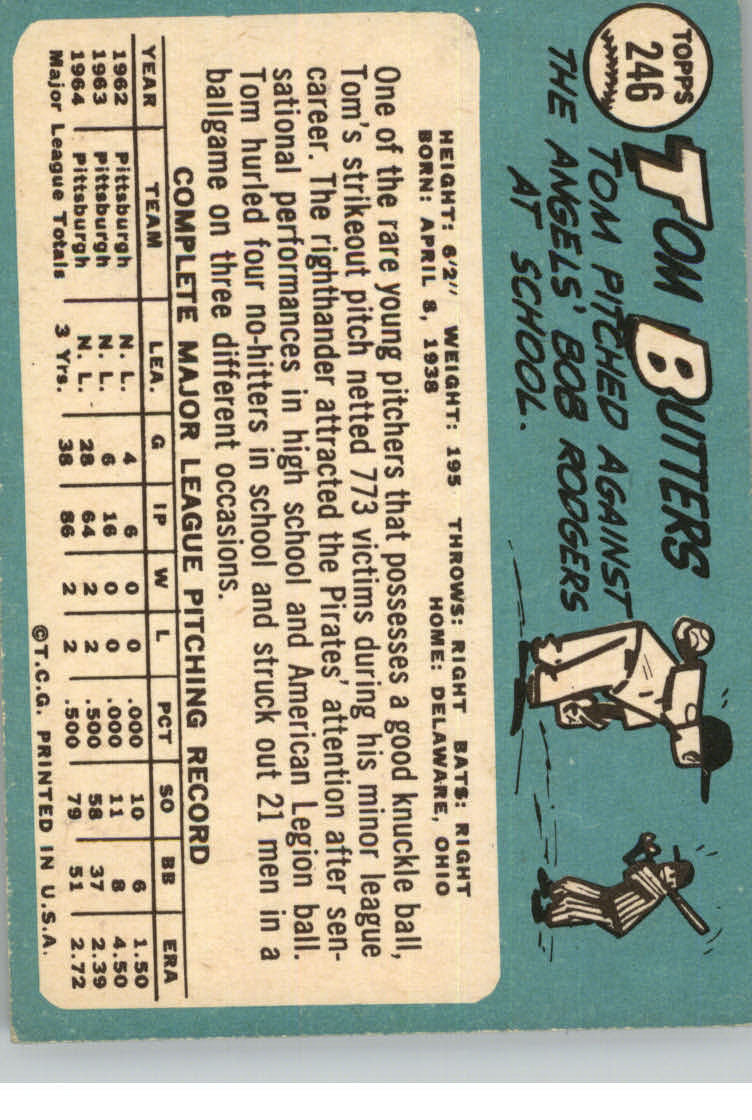 TOPPS
246
TOM BUTTERS
TOM PITCHED AGAINST
THE ANGELS' BOB RODGERS
AT SCHOOL.
HEIGHT: 6'2" WEIGHT: 195 THROWS: RIGHT BATS: RIGHT
BORN: APRIL 8, 1938 HOME: DELAWARE, OHIO
One of the rare young pitchers that possesses a good knuckle ball,
Tom's strikeout pitch netted 773 victims during his minor league
career. The righthander attracted the Pirates' attention after sen-
sational performances in high school and American Legion ball.
Tom hurled four no-hitters in school and struck out 21 men in a
ballgame on three different occasions.
COMPLETE MAJOR LEAGUE PITCHING RECORD
YEAR TEAM LEA. G IP W L PCT SO BB ERA
1962 Pittsburgh N. L. 4 6 0 0 .000 10 6 1.50
1963 Pittsburgh N. L. 6 16 0 0 .000 11 8 4.50
1964 Pittsburgh N. L. 28 64 2 2 .500 58 37 2.39
Major League Totals 3 Yrs. 38 86 2 2 .500 79 51 2.72
©T.C.G. PRINTED IN U.S.A.